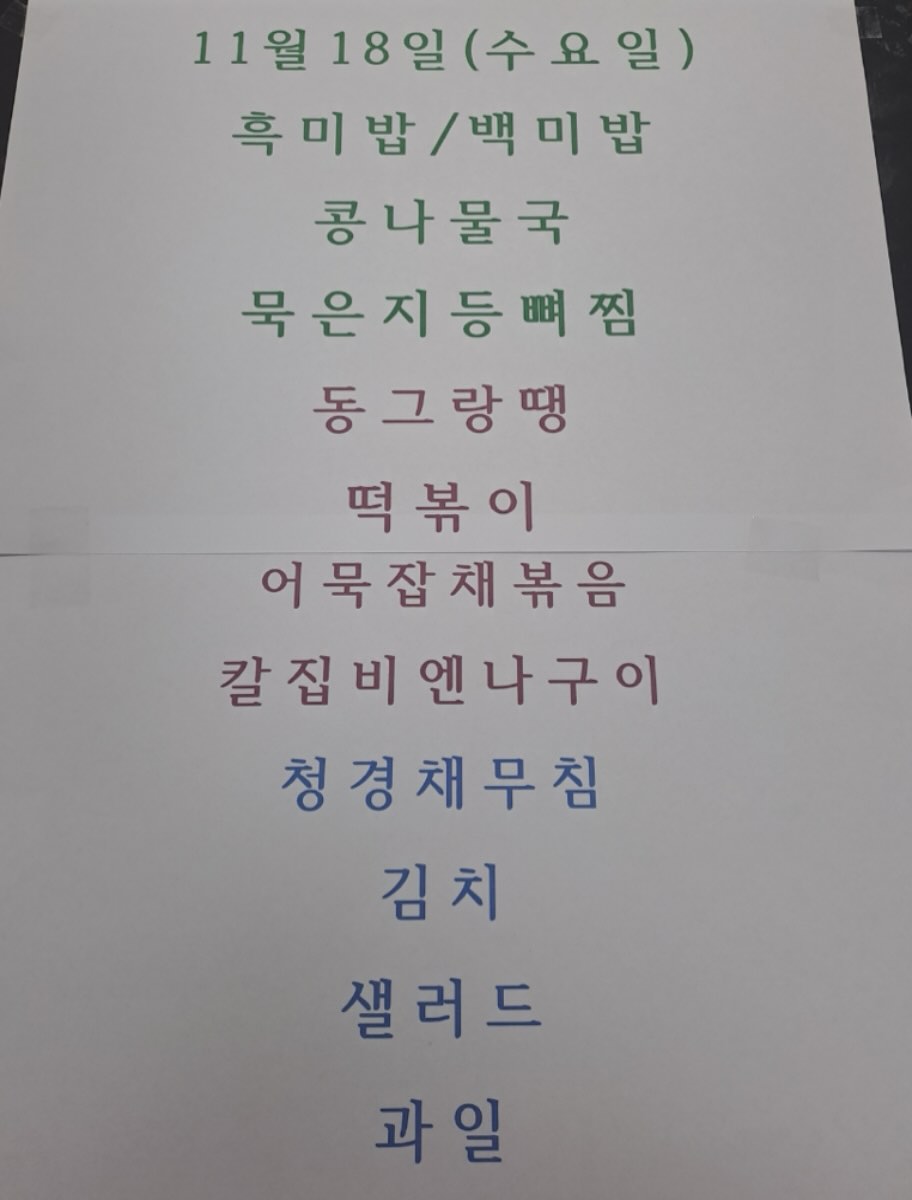 11월 18일(수요일)
흑미밥/백미밥
콩나물국
묵은지등뼈찜
동그랑땡
떡볶이
어묵잡채볶음
칼집비엔나구이
청경채무침
김치
샐러드
과일